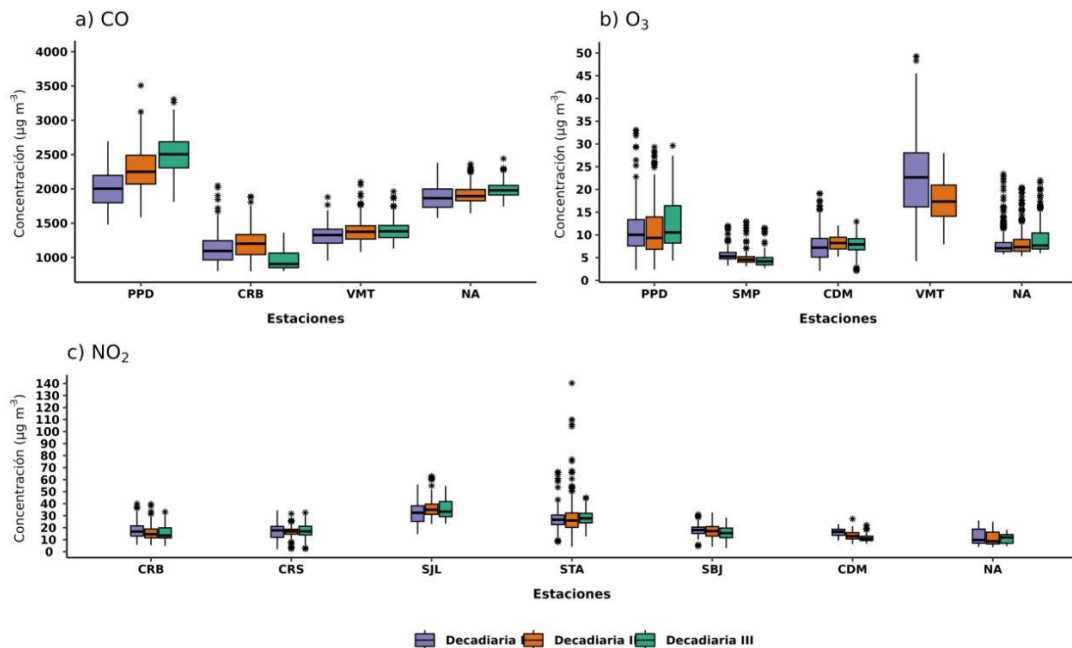 a) CO
Concentración (µg m⁻³)
4000
3500
3000
2500
2000
1500
1000
PPD CRB VMT NA
Estaciones
b) O₃
Concentración (µg m⁻³)
50
45
40
35
30
25
20
15
10
5
0
PPD SMP CDM VMT NA
Estaciones
c) NO₂
Concentración (µg m⁻³)
140
130
120
110
100
90
80
70
60
50
40
30
20
10
0
CRB CRS SJL STA SBJ CDM NA
Estaciones
Decadiaria I Decadiaria II Decadiaria III